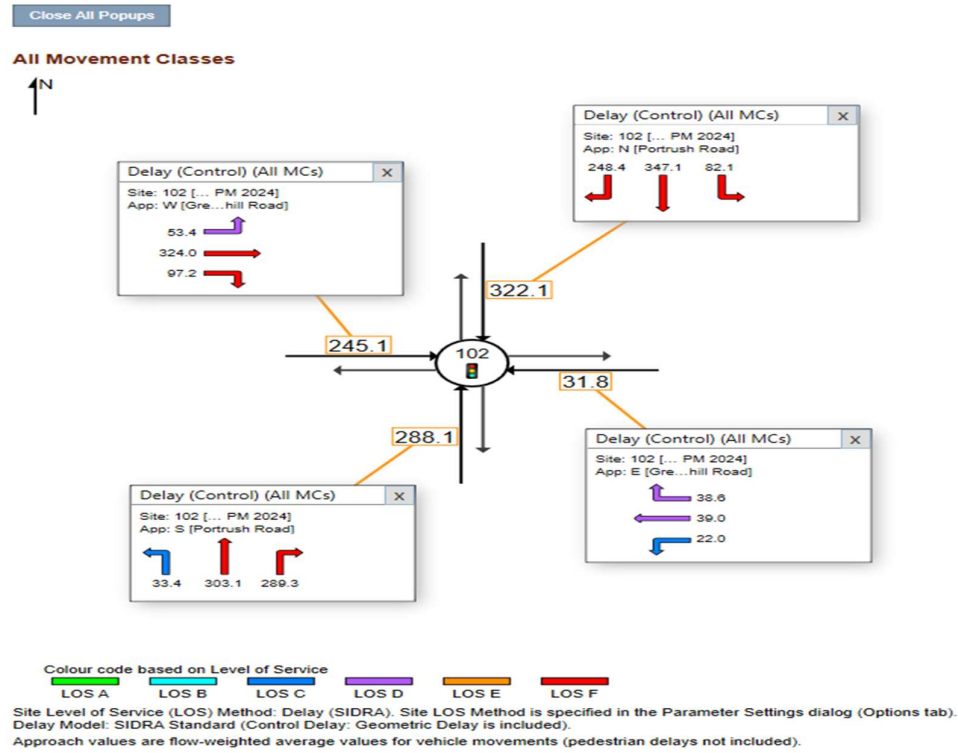 Close All Popups
All Movement Classes
N
Delay (Control) (All MCs) X
Site: 102 [... PM 2024]
App: N [Portrush Road]
248.4 347.1 82.1
Delay (Control) (All MCs) X
Site: 102 [... PM 2024]
App: W [Gre...hill Road]
53.4
324.0
97.2
322.1
245.1
102
31.8
288.1
Delay (Control) (All MCs) X
Site: 102 [... PM 2024]
App: E [Gre...hill Road]
38.6
39.0
22.0
Delay (Control) (All MCs) X
Site: 102 [... PM 2024]
App: S [Portrush Road]
33.4 303.1 289.3
Colour code based on Level of Service
LOS A LOS B LOS C LOS D LOS E LOS F
Site Level of Service (LOS) Method: Delay (SIDRA). Site LOS Method is specified in the Parameter Settings dialog (Options tab).
Delay Model: SIDRA Standard (Control Delay: Geometric Delay is included).
Approach values are flow-weighted average values for vehicle movements (pedestrian delays not included).